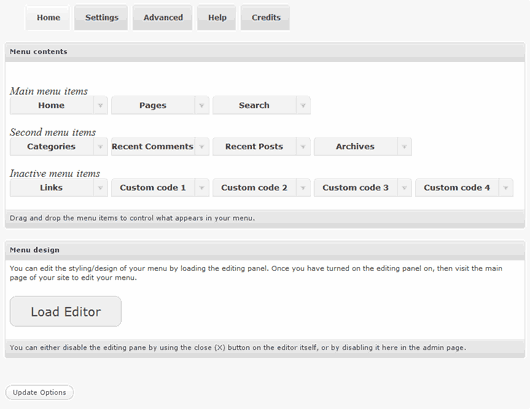 Home Settings Advanced Help Credits
Menu contents
Main menu items
Home Pages Search
Second menu items
Categories Recent Comments Recent Posts Archives
Inactive menu items
Links Custom code 1 Custom code 2 Custom code 3 Custom code 4
Drag and drop the menu items to control what appears in your menu.
Menu design
You can edit the styling/design of your menu by loading the editing panel. Once you have turned on the editing panel on, then visit the main
page of your site to edit your menu.
Load Editor
You can either disable the editing pane by using the close (X) button on the editor itself, or by disabling it here in the admin page.
Update Options